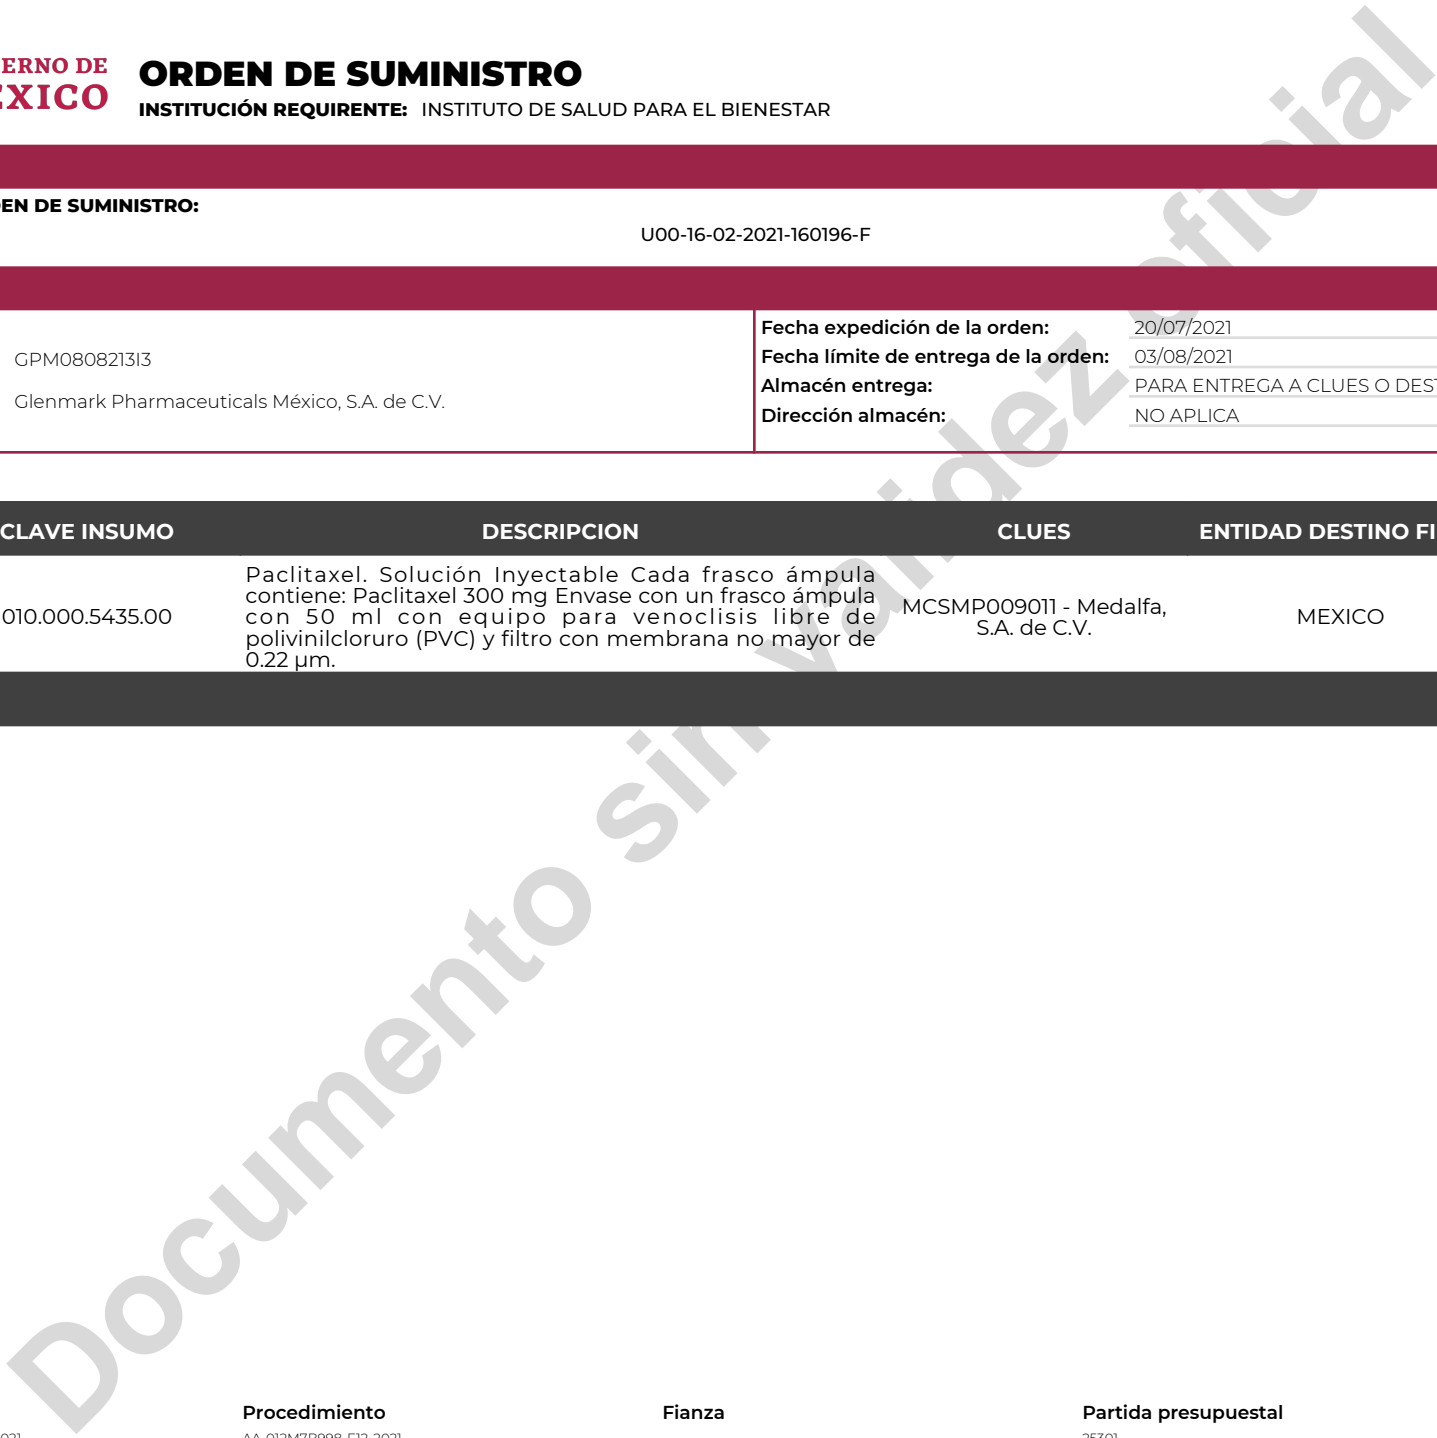 ERNO DE
EXICO
ORDEN DE SUMINISTRO
INSTITUCIÓN REQUIRENTE: INSTITUTO DE SALUD PARA EL BIENESTAR
EN DE SUMINISTRO:
U00-16-02-2021-160196-F
GPM0808213I3
Glenmark Pharmaceuticals México, S.A. de C.V.
Fecha expedición de la orden: 20/07/2021
Fecha límite de entrega de la orden: 03/08/2021
Almacén entrega: PARA ENTREGA A CLUES O DEST
Dirección almacén: NO APLICA
CLAVE INSUMO DESCRIPCION CLUES ENTIDAD DESTINO FI
010.000.5435.00
Paclitaxel. Solución Inyectable Cada frasco ámpula
contiene: Paclitaxel 300 mg Envase con un frasco ámpula
con 50 ml con equipo para venoclisis libre de
polivinilcloruro (PVC) y filtro con membrana no mayor de
0.22 µm.
MCSMP009011 - Medalfa,
S.A. de C.V.
MEXICO
Documento sin validez oficial
Procedimiento Fianza Partida presupuestal
25301